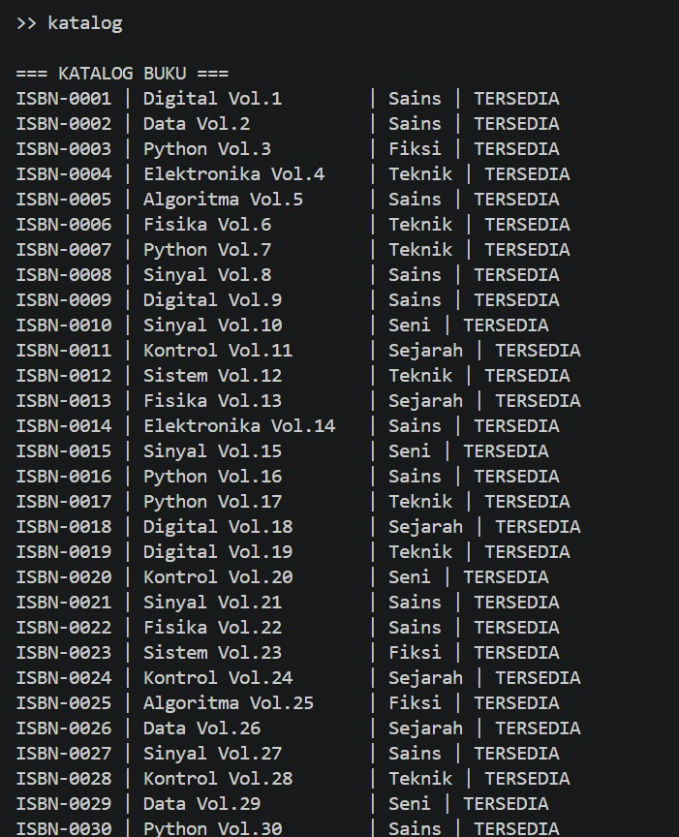 >> katalog
=== KATALOG BUKU ===
ISBN-0001 | Digital Vol.1 | Sains | TERSEDIA
ISBN-0002 | Data Vol.2 | Sains | TERSEDIA
ISBN-0003 | Python Vol.3 | Fiksi | TERSEDIA
ISBN-0004 | Elektronika Vol.4 | Teknik | TERSEDIA
ISBN-0005 | Algoritma Vol.5 | Sains | TERSEDIA
ISBN-0006 | Fisika Vol.6 | Teknik | TERSEDIA
ISBN-0007 | Python Vol.7 | Teknik | TERSEDIA
ISBN-0008 | Sinyal Vol.8 | Sains | TERSEDIA
ISBN-0009 | Digital Vol.9 | Sains | TERSEDIA
ISBN-0010 | Sinyal Vol.10 | Seni | TERSEDIA
ISBN-0011 | Kontrol Vol.11 | Sejarah | TERSEDIA
ISBN-0012 | Sistem Vol.12 | Teknik | TERSEDIA
ISBN-0013 | Fisika Vol.13 | Sejarah | TERSEDIA
ISBN-0014 | Elektronika Vol.14 | Sains | TERSEDIA
ISBN-0015 | Sinyal Vol.15 | Seni | TERSEDIA
ISBN-0016 | Python Vol.16 | Sains | TERSEDIA
ISBN-0017 | Python Vol.17 | Teknik | TERSEDIA
ISBN-0018 | Digital Vol.18 | Sejarah | TERSEDIA
ISBN-0019 | Digital Vol.19 | Teknik | TERSEDIA
ISBN-0020 | Kontrol Vol.20 | Seni | TERSEDIA
ISBN-0021 | Sinyal Vol.21 | Sains | TERSEDIA
ISBN-0022 | Fisika Vol.22 | Sains | TERSEDIA
ISBN-0023 | Sistem Vol.23 | Fiksi | TERSEDIA
ISBN-0024 | Kontrol Vol.24 | Sejarah | TERSEDIA
ISBN-0025 | Algoritma Vol.25 | Fiksi | TERSEDIA
ISBN-0026 | Data Vol.26 | Sejarah | TERSEDIA
ISBN-0027 | Sinyal Vol.27 | Sains | TERSEDIA
ISBN-0028 | Kontrol Vol.28 | Teknik | TERSEDIA
ISBN-0029 | Data Vol.29 | Seni | TERSEDIA
ISBN-0030 | Python Vol.30 | Sains | TERSEDIA